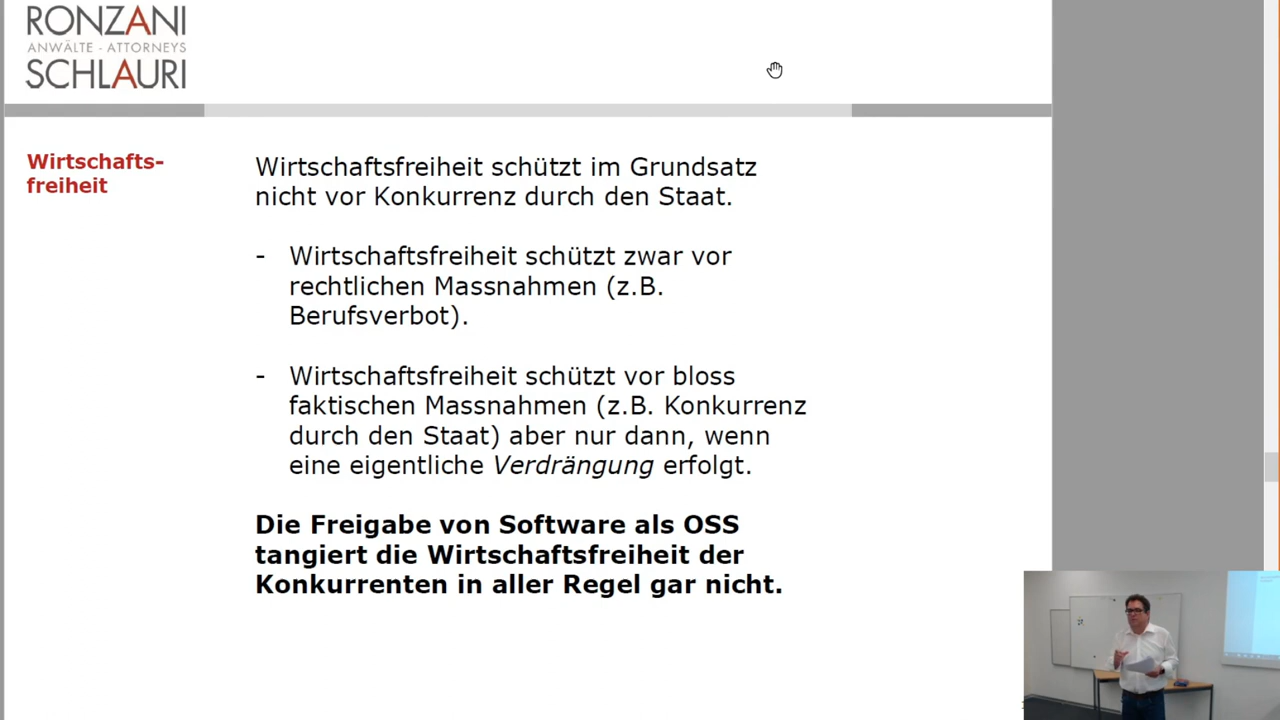 RONZANI
ANWÄLTE - ATTORNEYS
SCHLAURI
Wirtschafts-
freiheit
Wirtschaftsfreiheit schützt im Grundsatz
nicht vor Konkurrenz durch den Staat.
- Wirtschaftsfreiheit schützt zwar vor
rechtlichen Massnahmen (z.B.
Berufsverbot).
- Wirtschaftsfreiheit schützt vor bloss
faktischen Massnahmen (z.B. Konkurrenz
durch den Staat) aber nur dann, wenn
eine eigentliche Verdrängung erfolgt.
Die Freigabe von Software als OSS
tangiert die Wirtschaftsfreiheit der
Konkurrenten in aller Regel gar nicht.